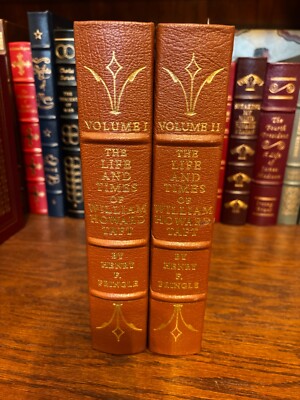 VOLUME I
THE
LIFE
AND
TIMES
OF
WILLIAM
HOWARD
TAFT
BY
HENRY
F.
PRINGLE
VOLUME II
THE
LIFE
AND
TIMES
OF
WILLIAM
HOWARD
TAFT
BY
HENRY
F.
PRINGLE